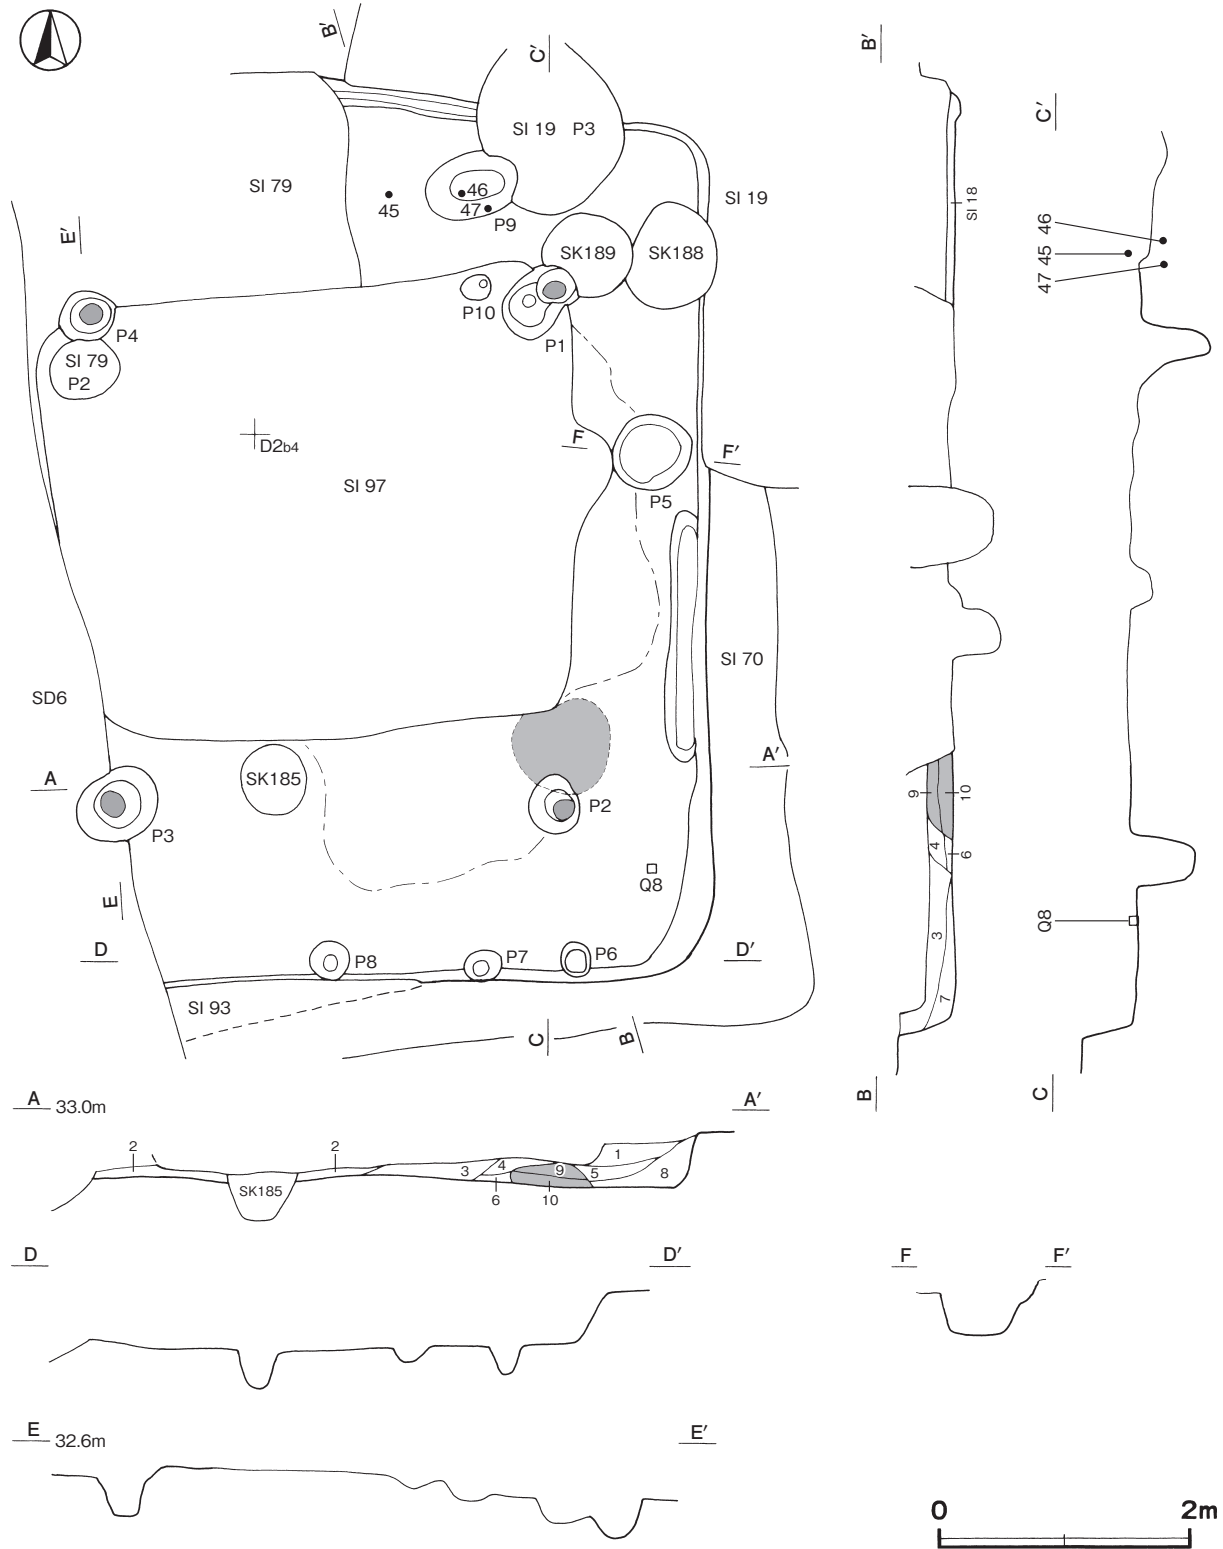 B′
C′
B′
C′
SI 19 P3
SI 79
46
45
47
P9
SI 19
SI 18
E′
SK189
SK188
46
45
47
P10
P4
P1
SI 79
P2
D2b4
F
F′
SI 97
P5
SI 70
SD6
A
A′
SK185
P2
9
10
P3
4
6
Q8
Q8
E
3
D
P8
P7
P6
D′
7
SI 93
C
B
B
C
A 33.0m
A′
2
2
1
3
4
9
5
8
SK185
6
10
D
D′
F
F′
E 32.6m
E′
0
2m